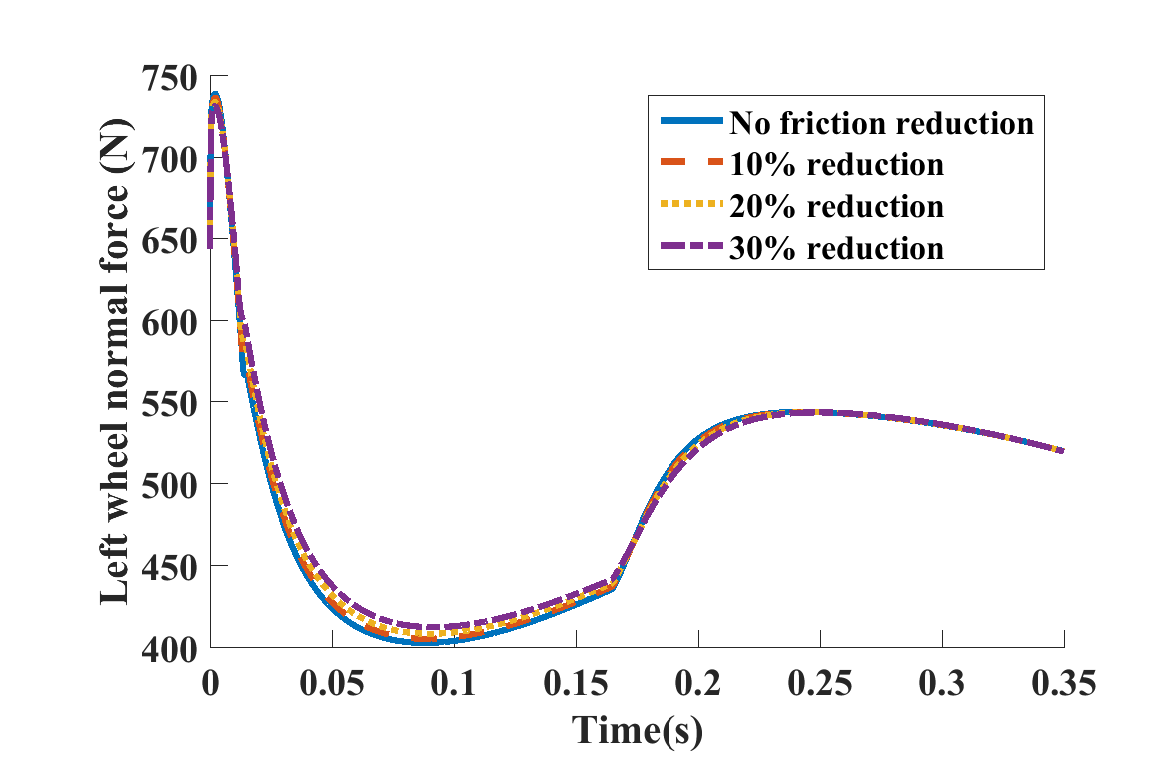 750
700
650
600
550
500
450
400
Left wheel normal force (N)
No friction reduction
10% reduction
20% reduction
30% reduction
0
0.05
0.1
0.15
0.2
0.25
0.3
0.35
Time(s)